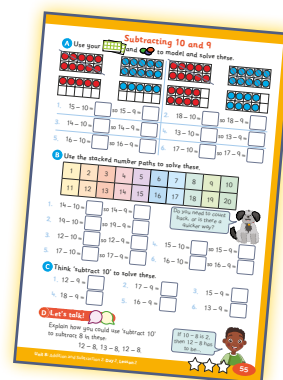 Subtracting 10 and 9
A Use your and to model and solve these.
1. 15 – 10 = so 15 – 9 =
2. 18 – 10 = so 18 – 9 =
3. 14 – 10 = so 14 – 9 =
4. 13 – 10 = so 13 – 9 =
5. 16 – 10 = so 16 – 9 =
6. 17 – 10 = so 17 – 9 =
B Use the stacked number paths to solve these.
1 2 3 4 5 6 7 8 9 10
11 12 13 14 15 16 17 18 19 20
Do you need to count
back, or is there a
quicker way?
1. 14 – 10 = so 14 – 9 =
2. 19 – 10 = so 19 – 9 =
3. 12 – 10 = so 12 – 9 =
4. 15 – 10 = so 15 – 9 =
5. 17 – 10 = so 17 – 9 =
6. 16 – 10 = so 16 – 9 =
C Think 'subtract 10' to solve these.
1. 12 – 9 =
2. 17 – 9 =
3. 15 – 9 =
4. 18 – 9 =
5. 16 – 9 =
6. 13 – 9 =
D Let's talk!
Explain how you could use 'subtract 10'
to subtract 8 in these.
12 – 8, 13 – 8, 12 – 8.
If 10 – 8 is 2,
then 12 – 8 has
to be...
55